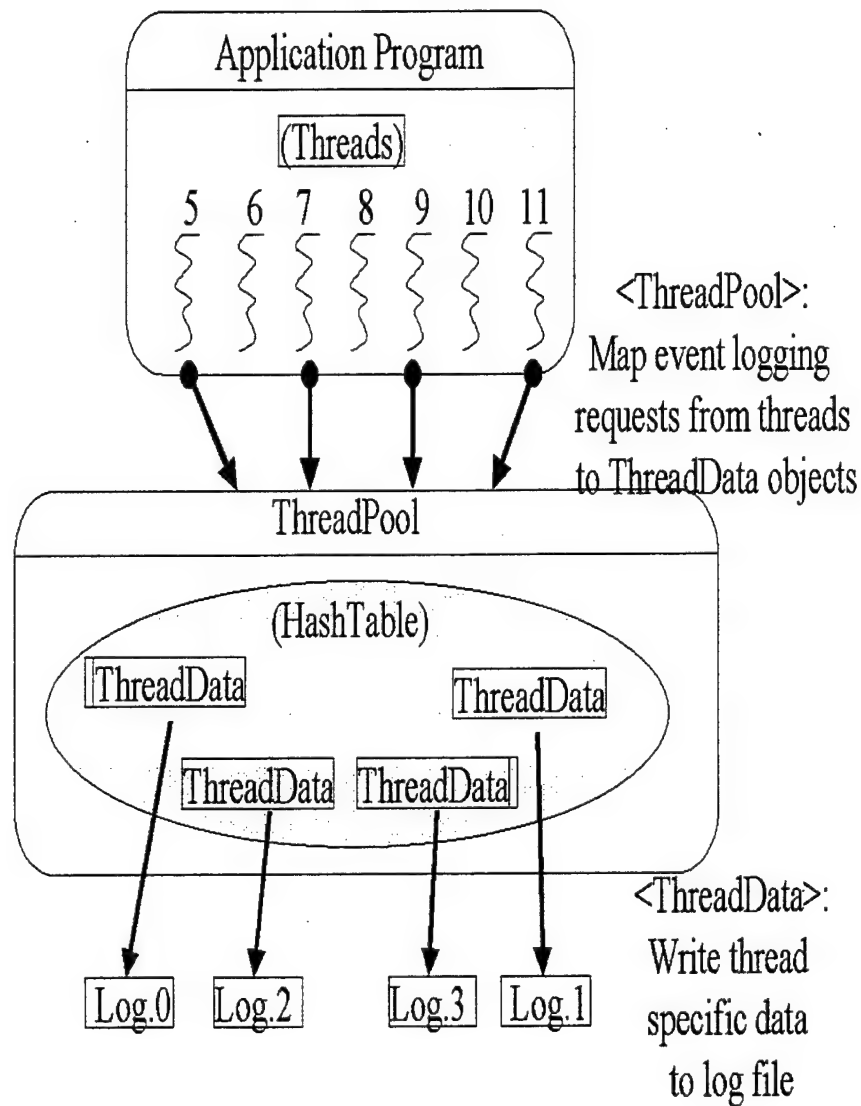 Application Program
(Threads)
5 6 7 8 9 10 11
<ThreadPool>:
Map event logging
requests from threads
to ThreadData objects
ThreadPool
(HashTable)
ThreadData
ThreadData
ThreadData
ThreadData
<ThreadData>:
Write thread
specific data
to log file
Log.0 Log.2 Log.3 Log.1